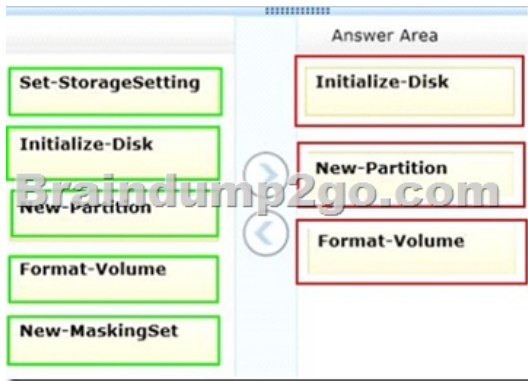 Answer Area
Set-StorageSetting
Initialize-Disk
New-Partition
Format-Volume
New-MaskingSet
Initialize-Disk
New-Partition
Format-Volume
Braindump2go.com